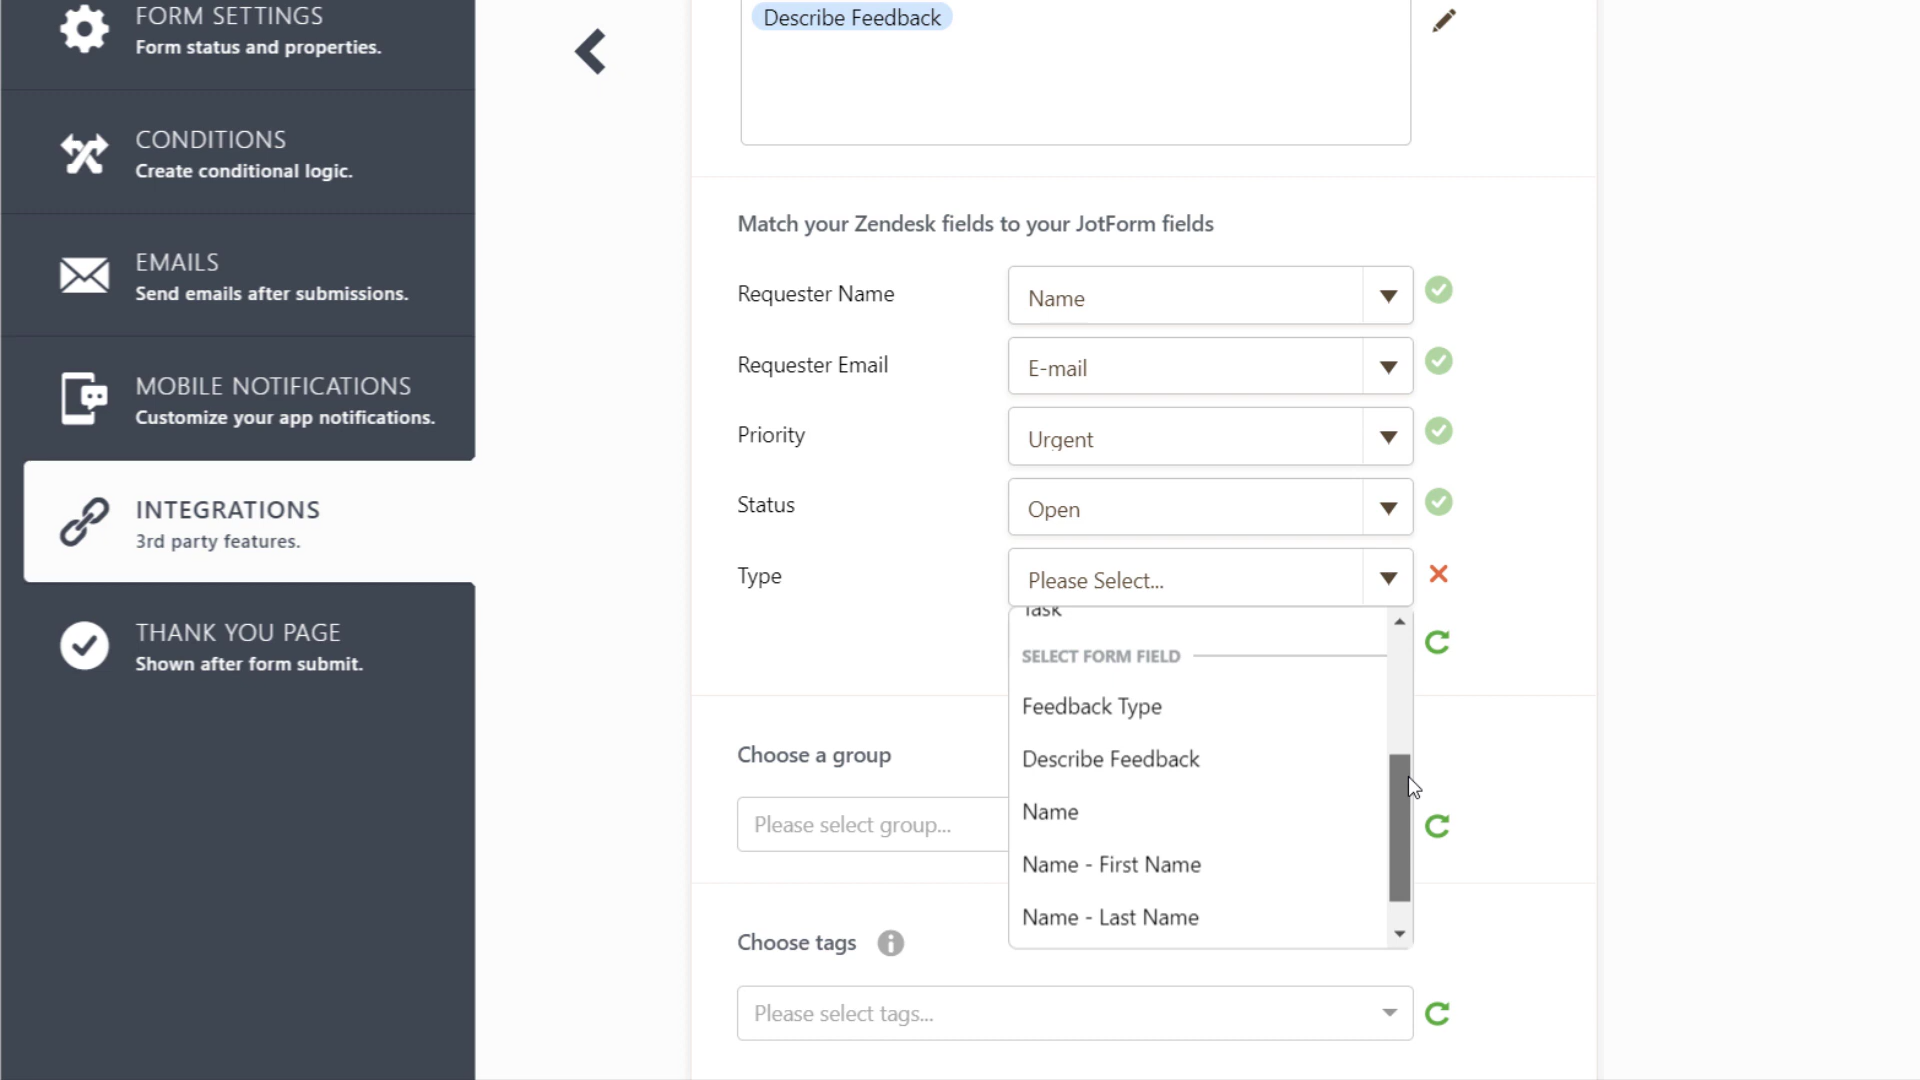 FORM SETTINGS
Form status and properties.
CONDITIONS
Create conditional logic.
EMAILS
Send emails after submissions.
MOBILE NOTIFICATIONS
Customize your app notifications.
INTEGRATIONS
3rd party features.
THANK YOU PAGE
Shown after form submit.
Describe Feedback
Match your Zendesk fields to your JotForm fields
Requester Name
Name
Requester Email
E-mail
Priority
Urgent
Status
Open
Type
Please Select...
Task
SELECT FORM FIELD
Feedback Type
Describe Feedback
Name
Name - First Name
Name - Last Name
Choose a group
Please select group...
Choose tags
Please select tags...